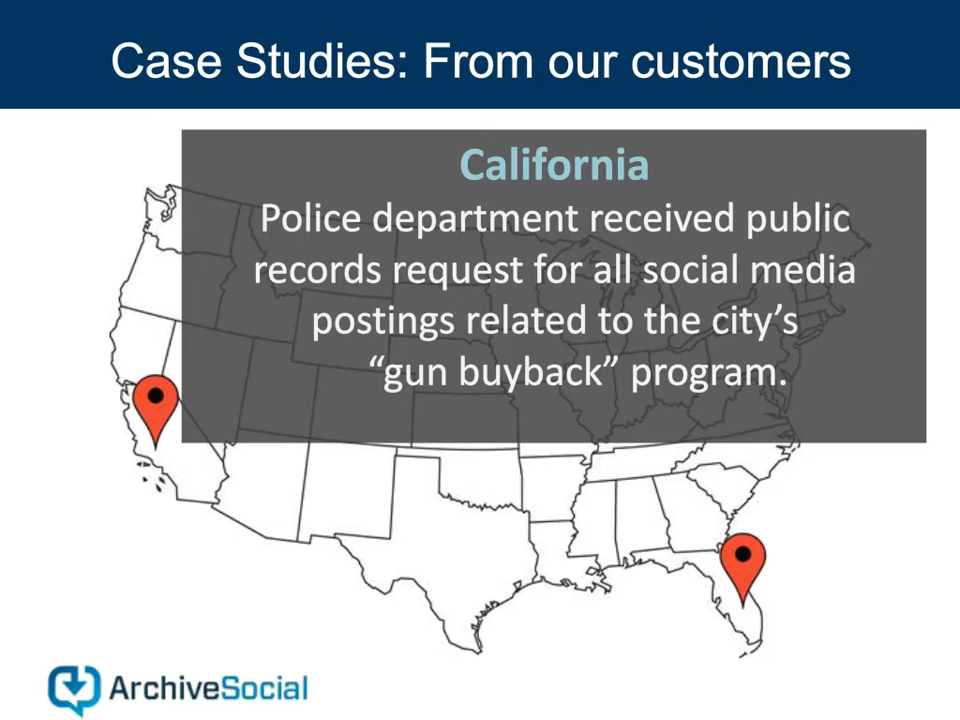 Case Studies: From our customers
California
Police department received public
records request for all social media
postings related to the city’s
“gun buyback” program.
ArchiveSocial